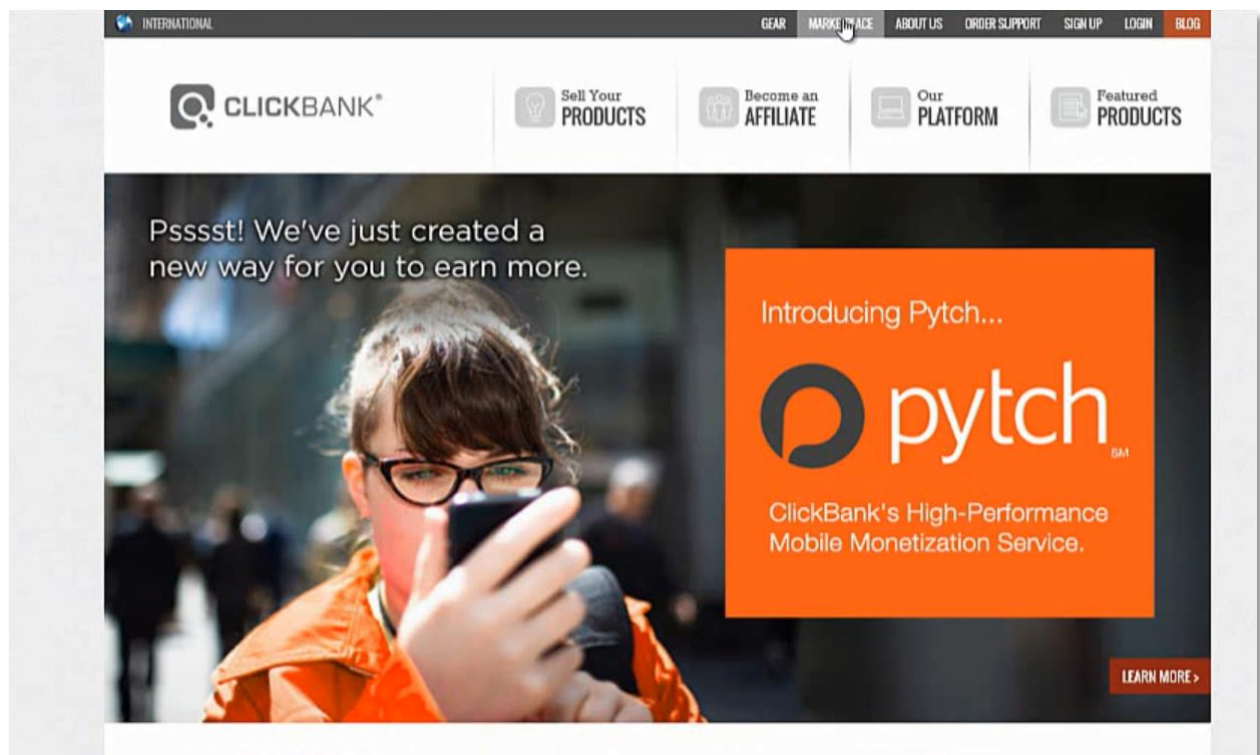 INTERNATIONAL
GEAR MARKETPLACE ABOUT US ORDER SUPPORT SIGN UP LOGIN BLOG
CLICKBANK®
Sell Your
PRODUCTS
Become an
AFFILIATE
Our
PLATFORM
Featured
PRODUCTS
Psssst! We've just created a
new way for you to earn more.
Introducing Pytch...
pytch
SM
ClickBank's High-Performance
Mobile Monetization Service.
LEARN MORE >